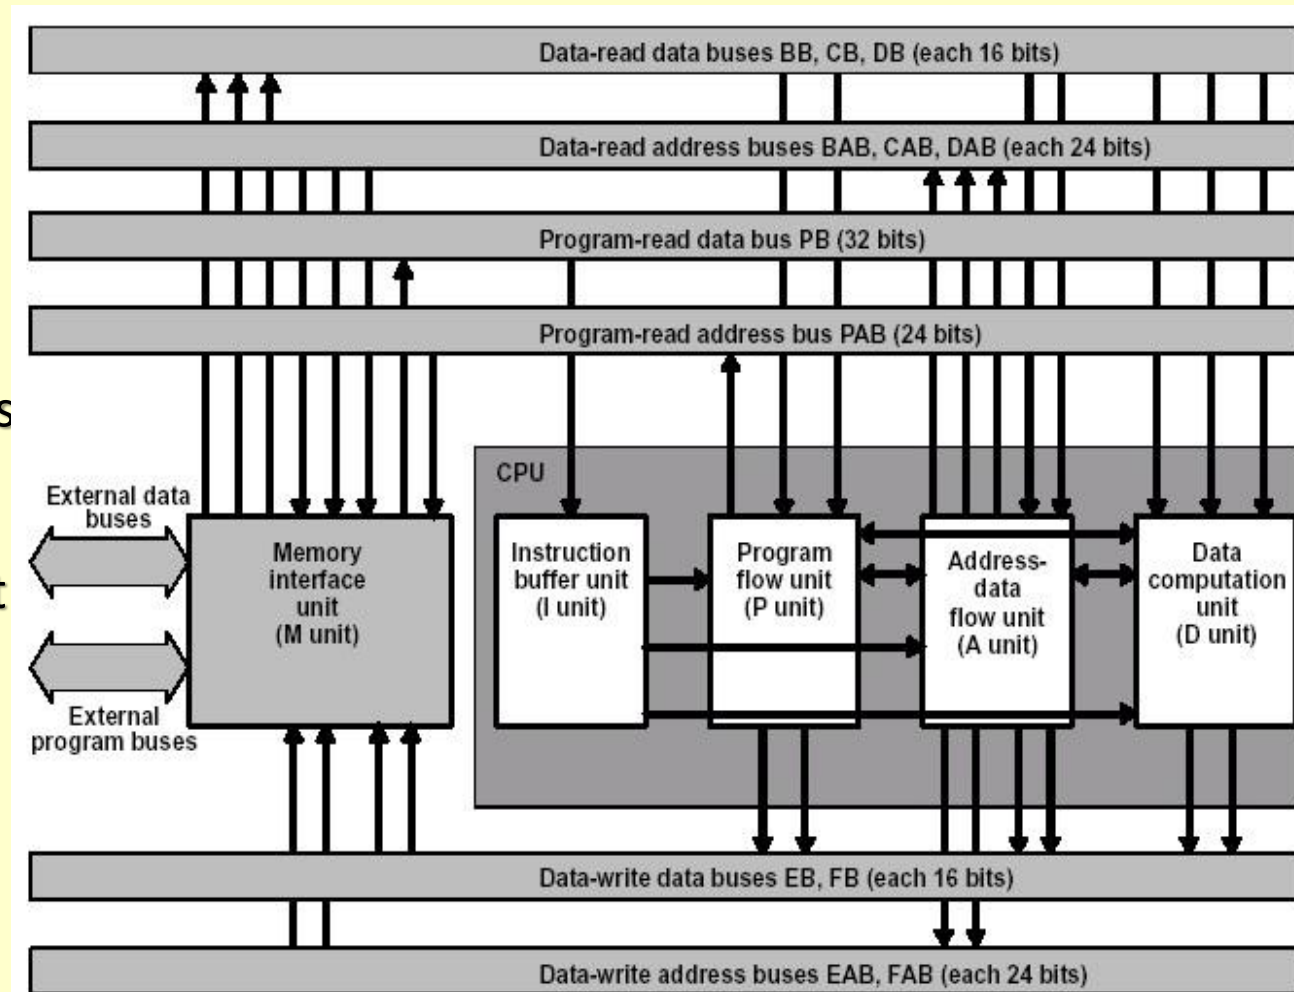 Data-read data buses BB, CB, DB (each 16 bits)
Data-read address buses BAB, CAB, DAB (each 24 bits)
Program-read data bus PB (32 bits)
Program-read address bus PAB (24 bits)
s
CPU
External data
buses
Memory
interface
unit
(M unit)
Instruction
buffer unit
(I unit)
Program
flow unit
(P unit)
Address-
data
flow unit
(A unit)
Data
computation
unit
(D unit)
t
External
program buses
Data-write data buses EB, FB (each 16 bits)
Data-write address buses EAB, FAB (each 24 bits)